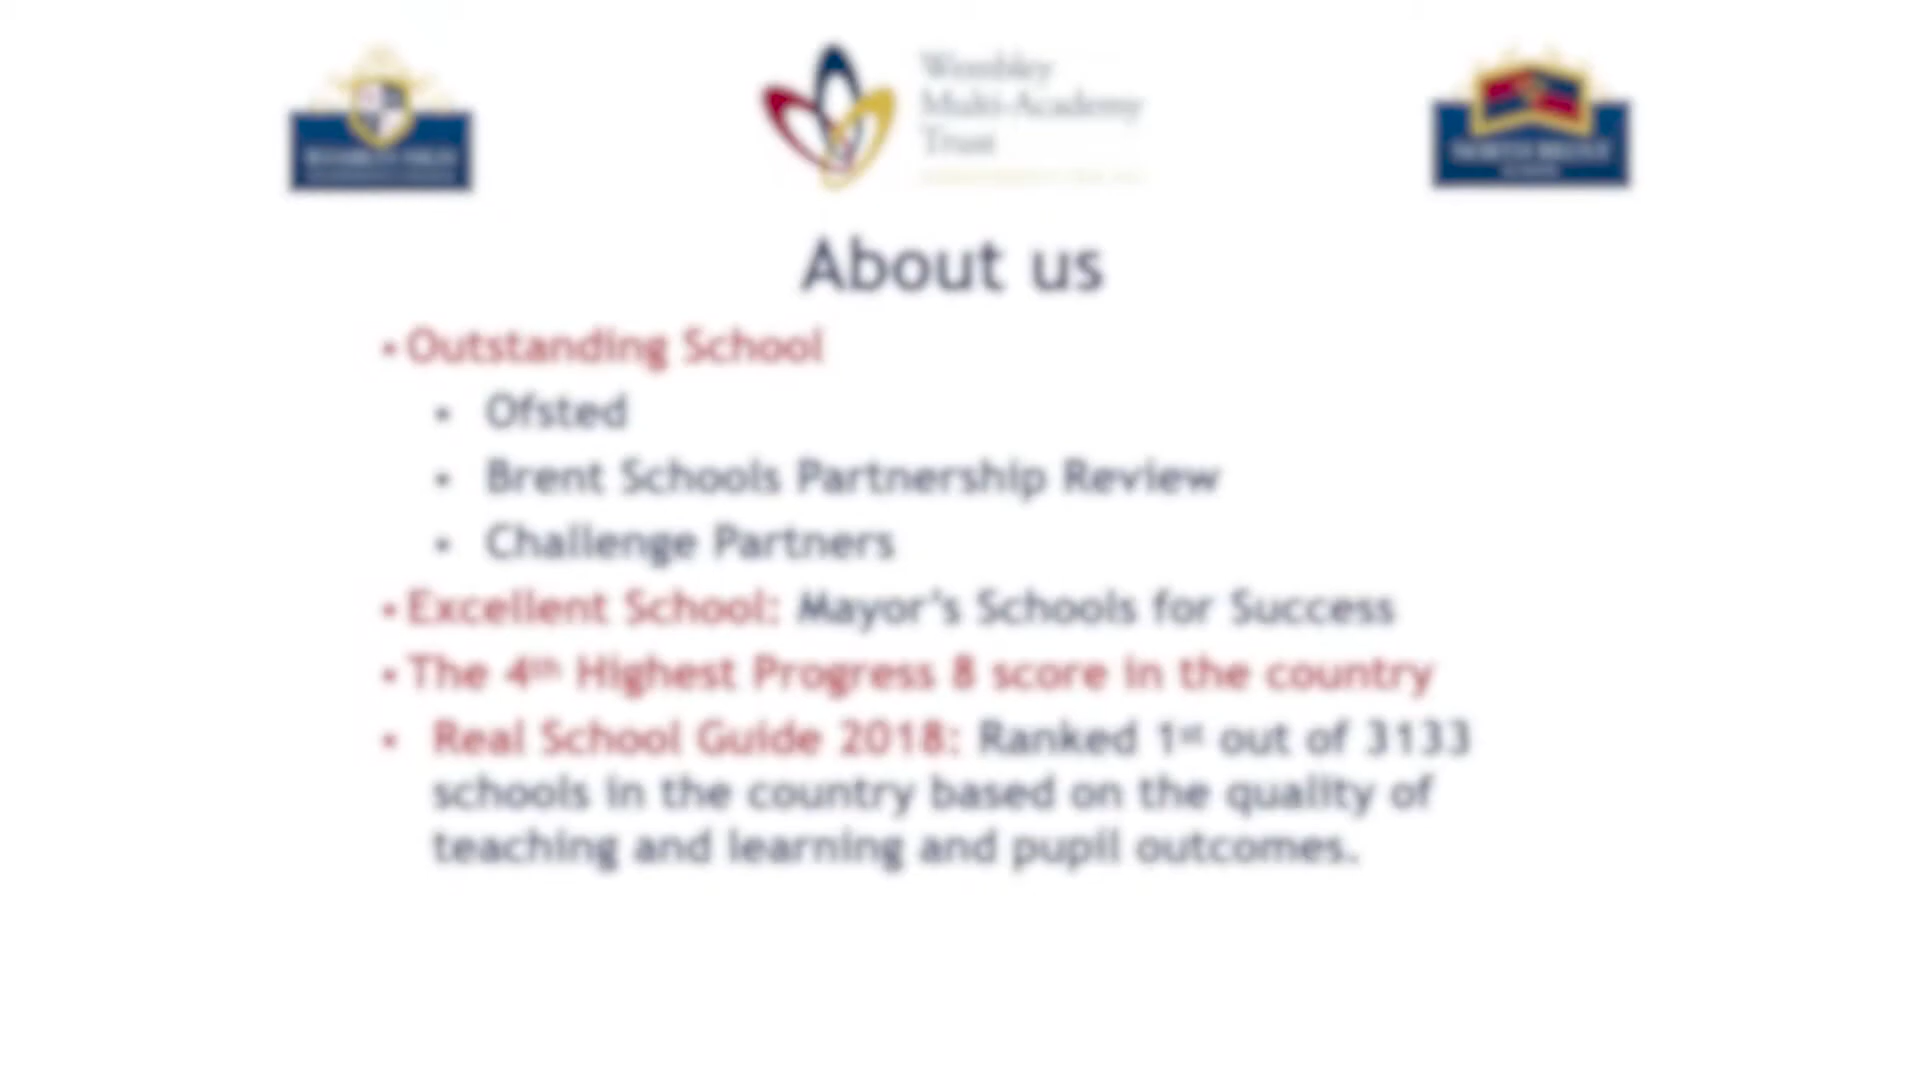 Wembley
Multi-Academy
Trust
NORTH BRENT
About us
• Outstanding School
• Ofsted
• Brent Schools Partnership Review
• Challenge Partners
• Excellent School: Mayor's Schools for Success
• The 4th Highest Progress 8 score in the country
• Real School Guide 2018: Ranked 1st out of 3133
schools in the country based on the quality of
teaching and learning and pupil outcomes.